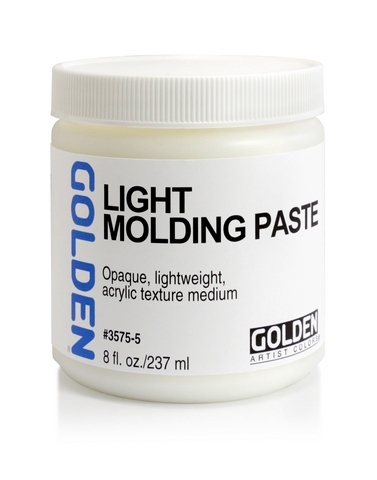 GOLDEN
LIGHT
MOLDING PASTE
Opaque, lightweight,
acrylic texture medium
#3575-5
8 fl. oz./237 ml
GOLDEN
ARTIST COLORS